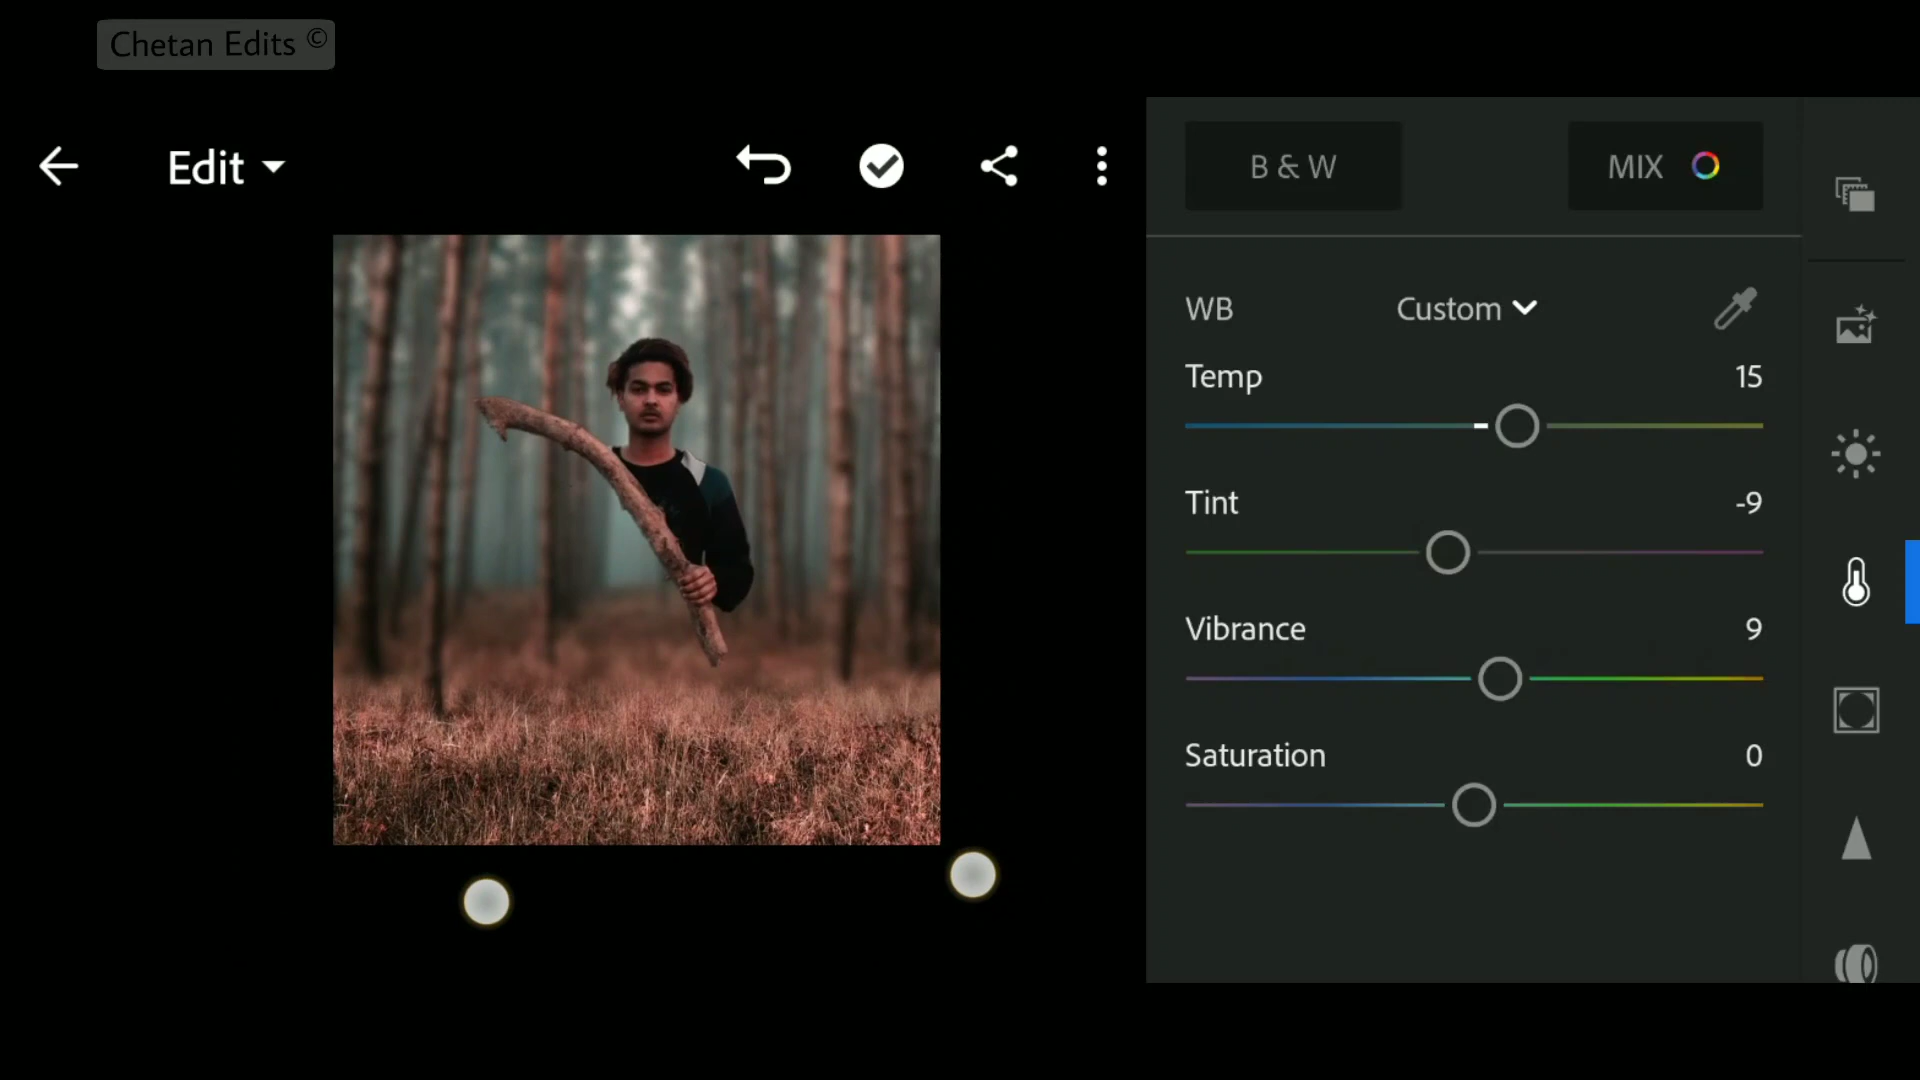 Chetan Edits ©
Edit
B & W
MIX
WB
Custom
Temp
15
Tint
-9
Vibrance
9
Saturation
0